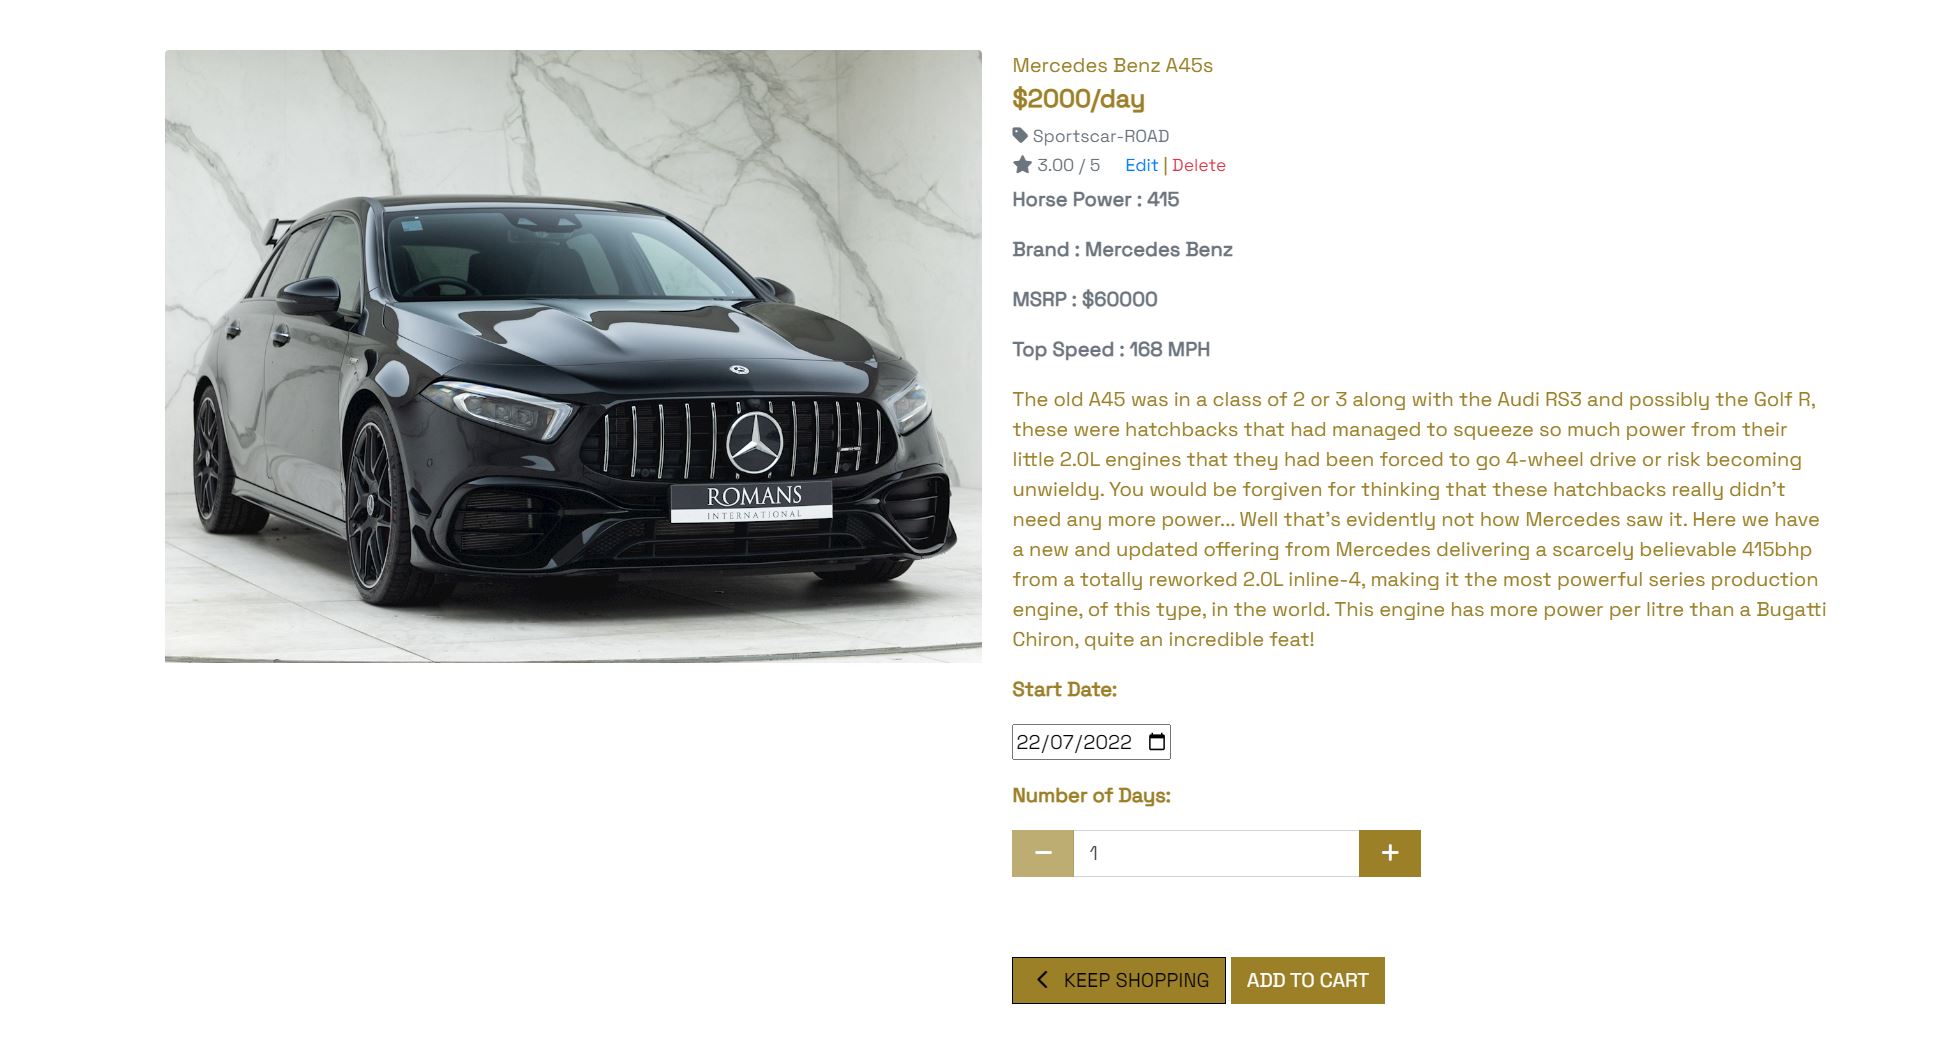 Mercedes Benz A45s
$2000/day
Sportscar-ROAD
3.00 / 5 Edit | Delete
Horse Power : 415
Brand : Mercedes Benz
MSRP : $60000
Top Speed : 168 MPH
The old A45 was in a class of 2 or 3 along with the Audi RS3 and possibly the Golf R,
these were hatchbacks that had managed to squeeze so much power from their
little 2.0L engines that they had been forced to go 4-wheel drive or risk becoming
unwieldy. You would be forgiven for thinking that these hatchbacks really didn't
need any more power... Well that's evidently not how Mercedes saw it. Here we have
a new and updated offering from Mercedes delivering a scarcely believable 415bhp
from a totally reworked 2.0L inline-4, making it the most powerful series production
engine, of this type, in the world. This engine has more power per litre than a Bugatti
Chiron, quite an incredible feat!
Start Date:
22/07/2022
Number of Days:
1
KEEP SHOPPING ADD TO CART
ROMANS
INTERNATIONAL